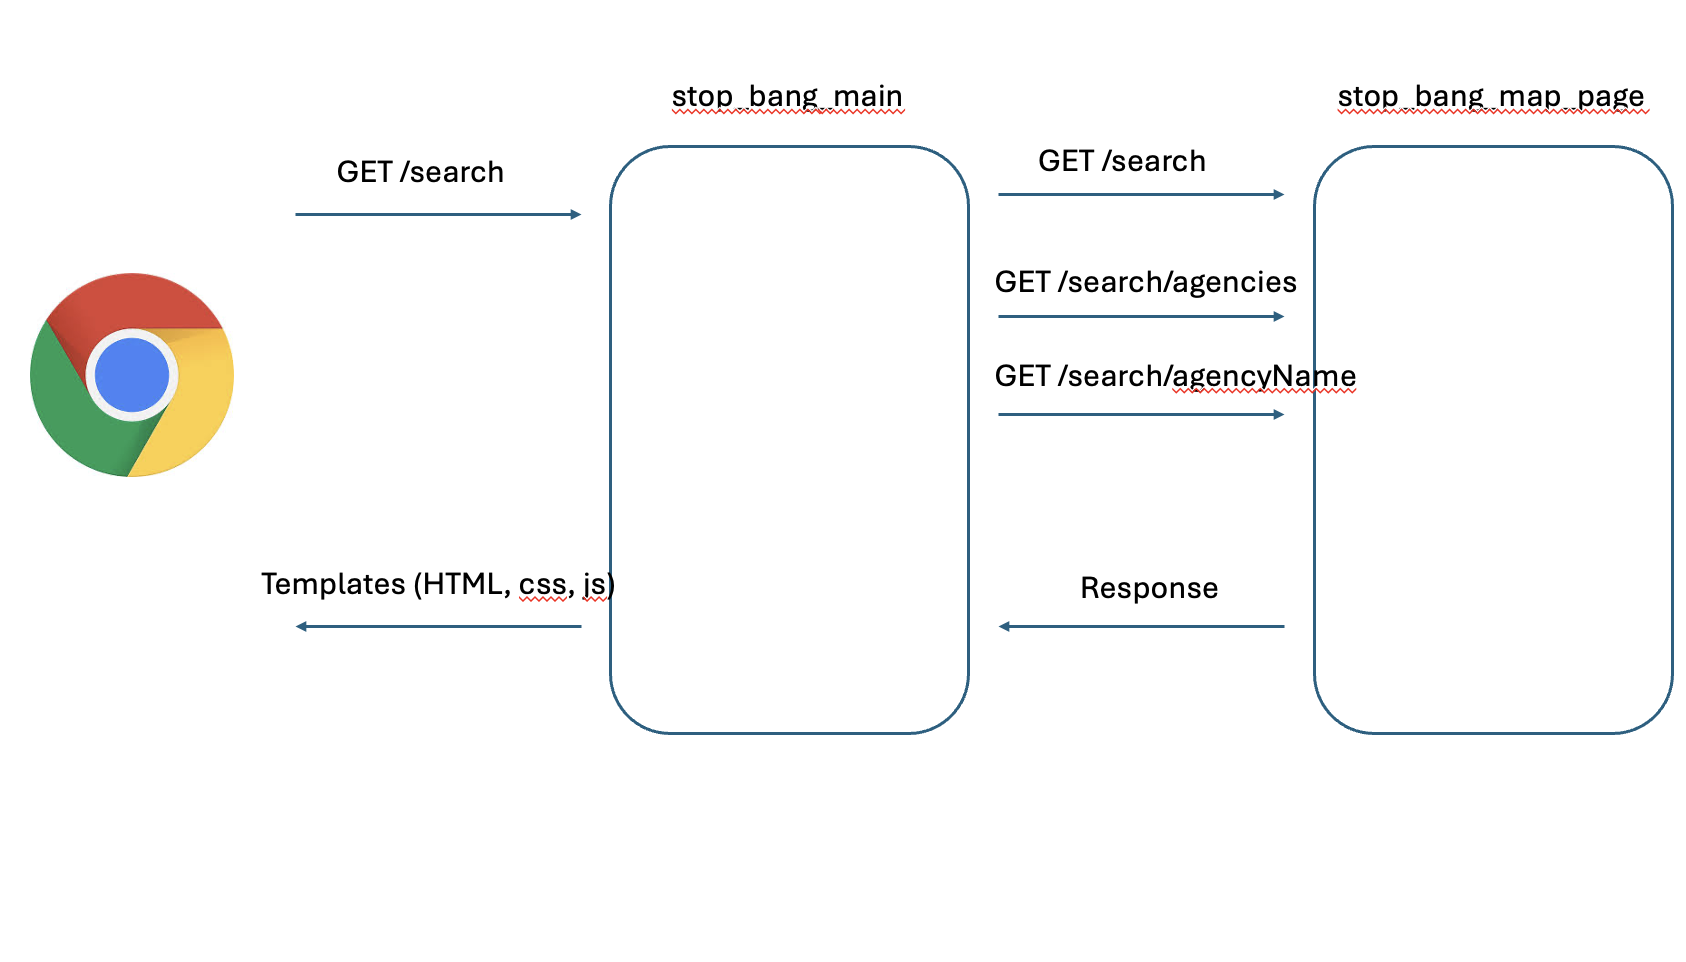 stop_bang_main
stop_bang_map_page
GET /search
GET /search
GET /search/agencies
GET /search/agencyName
Templates (HTML, css, js)
Response